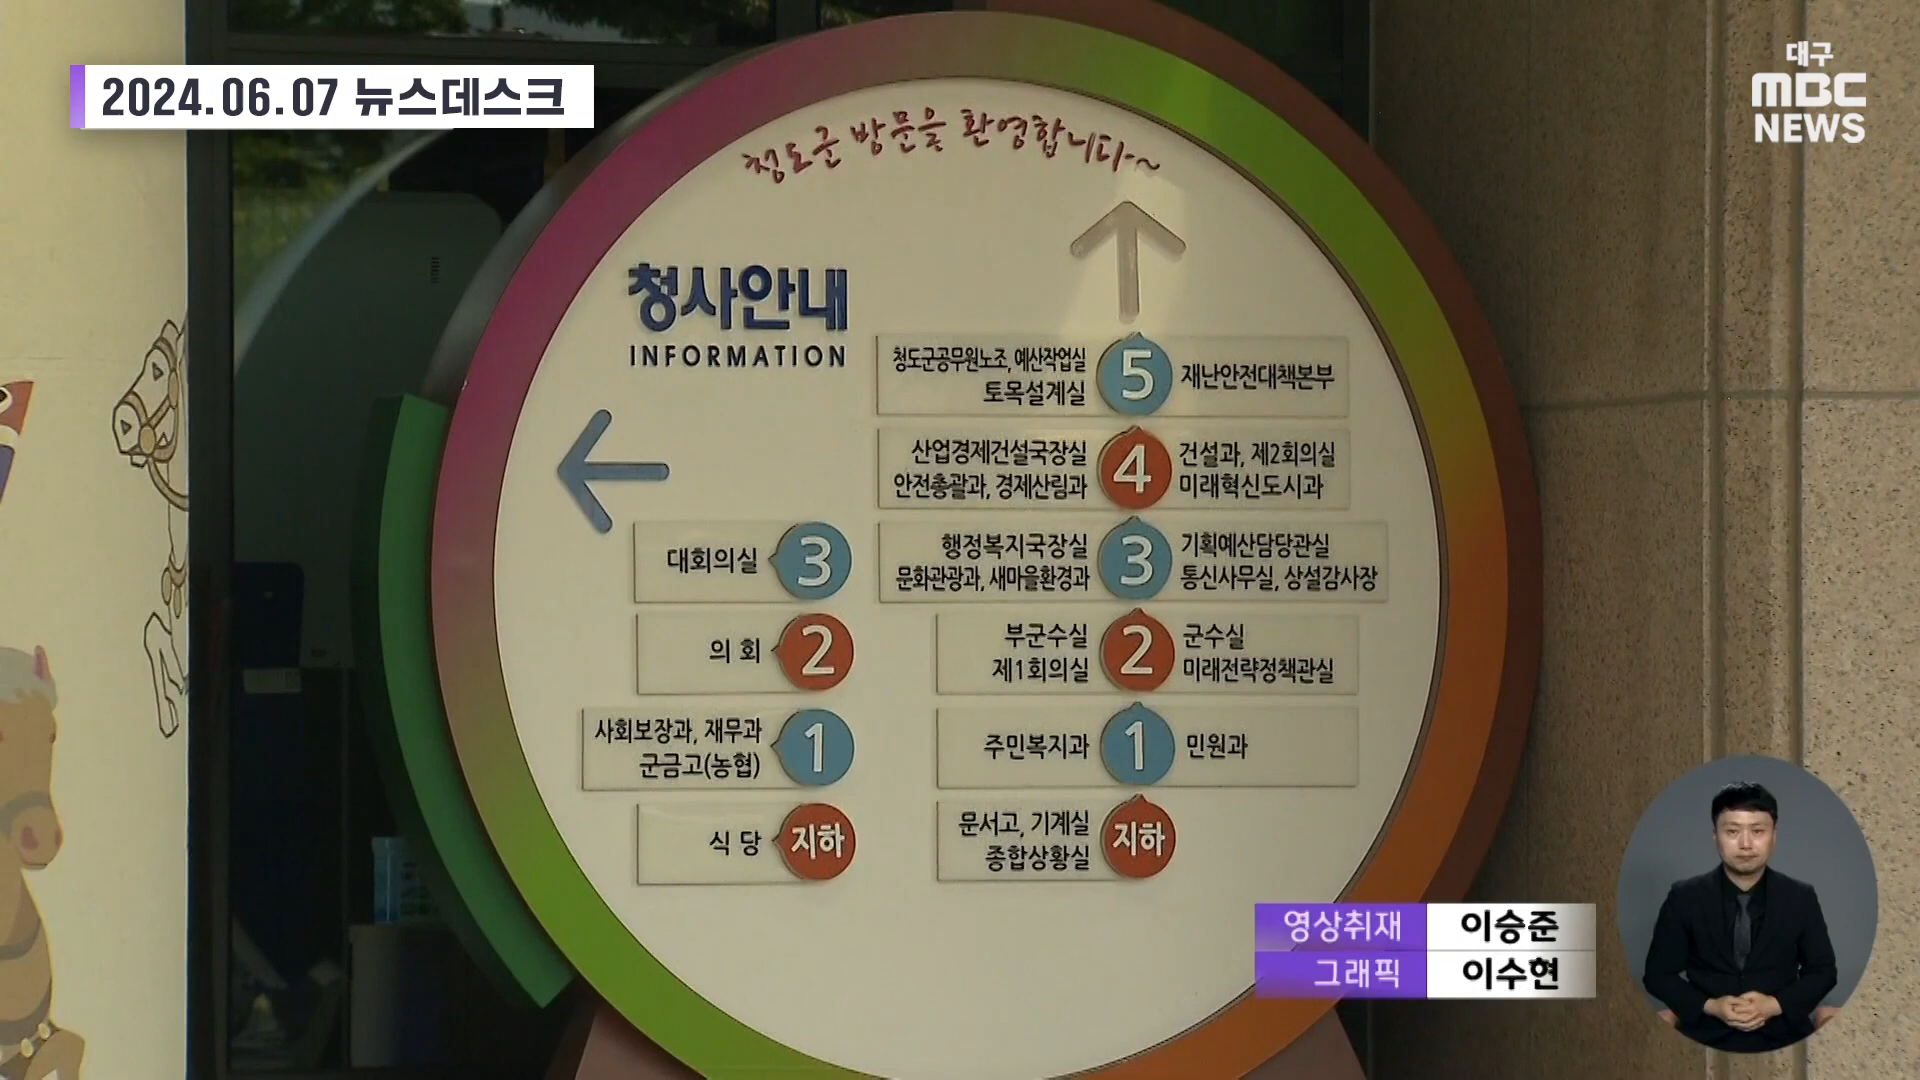 2024.06.07 뉴스데스크
대구
MBC
NEWS
청도군 방문을 환영합니다~
청사안내
INFORMATION
대회의실 3
의 회 2
사회보장과, 재무과
군금고(농협)
1
식 당 지하
청도군공무원노조, 예산작업실
토목설계실
5
재난안전대책본부
산업경제건설국장실
안전총괄과, 경제산림과
4
건설과, 제2회의실
미래혁신도시과
행정복지국장실
문화관광과, 새마을환경과
3
기획예산담당관실
통신사무실, 상설감사장
부군수실
제1회의실
2
군수실
미래전략정책관실
주민복지과 1 민원과
문서고, 기계실
종합상황실
지하
영상취재 이승준
그래픽 이수현